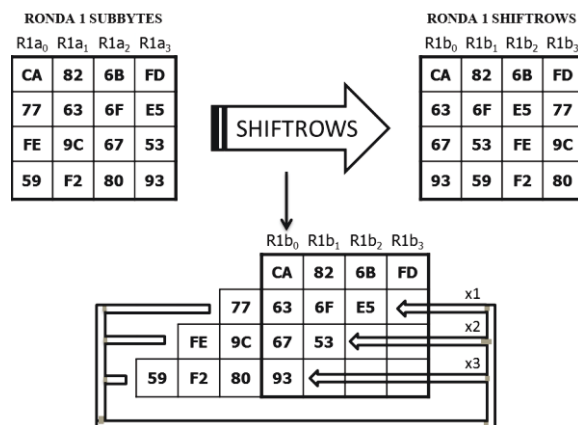 RONDA 1 SUBBYTES
R1a0 R1a1 R1a2 R1a3
CA 82 6B FD
77 63 6F E5
FE 9C 67 53
59 F2 80 93
SHIFTROWS
RONDA 1 SHIFTROWS
R1b0 R1b1 R1b2 R1b3
CA 82 6B FD
63 6F E5 77
67 53 FE 9C
93 59 F2 80
R1b0 R1b1 R1b2 R1b3
CA 82 6B FD
77 63 6F E5 x1
FE 9C 67 53 x2
59 F2 80 93 x3